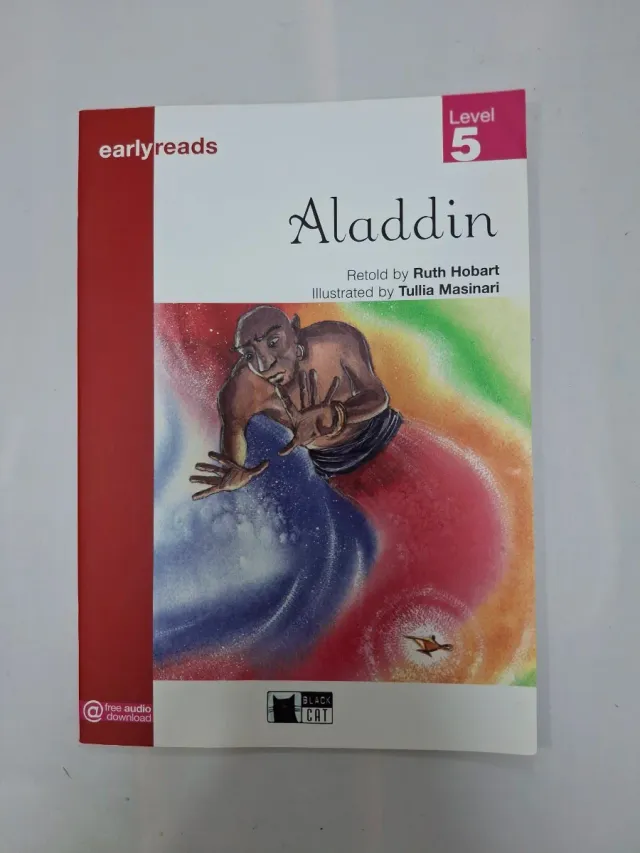 earlyreads
Level
5
Aladdin
Retold by Ruth Hobart
Illustrated by Tullia Masinari
@ free audio
download
BLACK
CAT